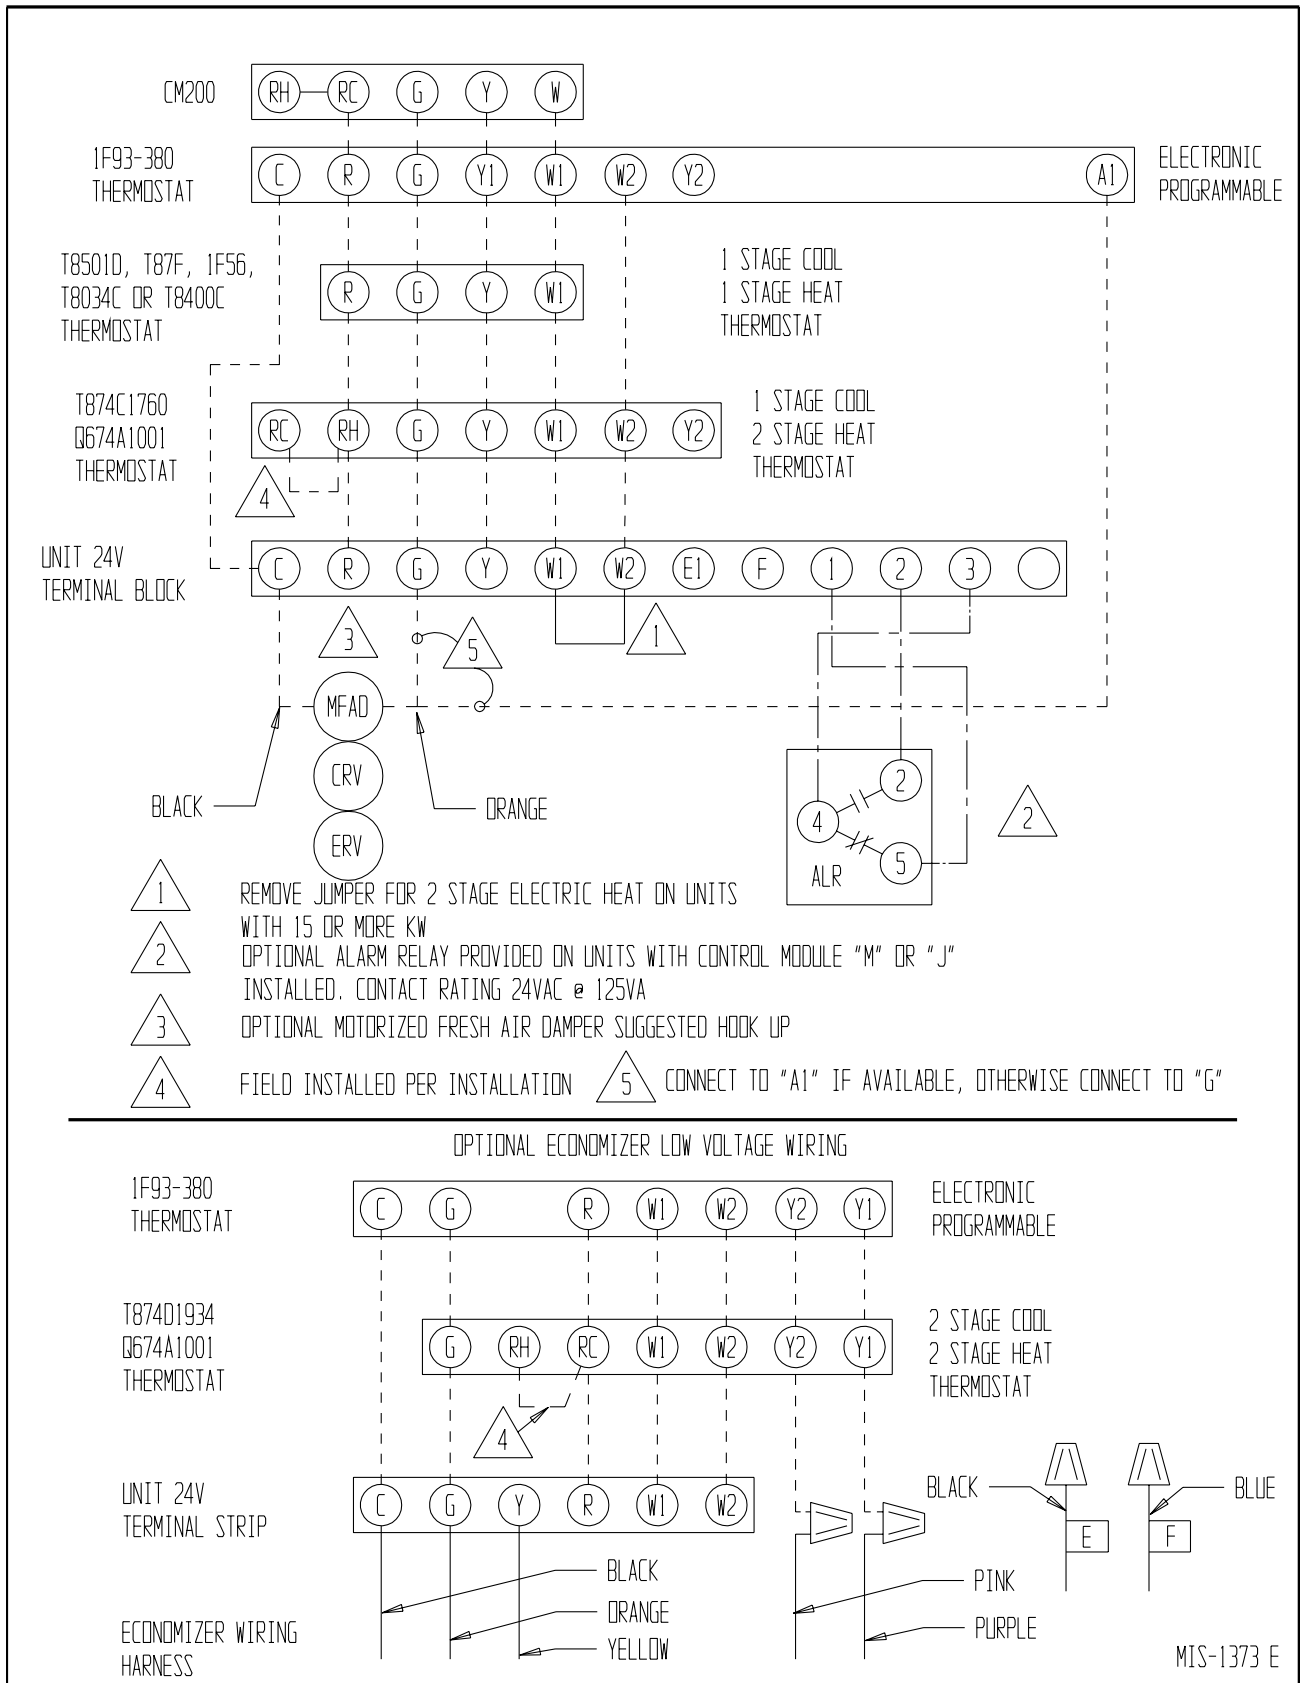 CM200
RH RC G Y W
1F93-380
THERMOSTAT
C R G Y1 W1 W2 Y2 A1
ELECTRONIC
PROGRAMMABLE
T8501D, T87F, 1F56,
T8034C OR T8400C
THERMOSTAT
R G Y W1
1 STAGE COOL
1 STAGE HEAT
THERMOSTAT
T874C1760
Q674A1001
THERMOSTAT
RC RH G Y W1 W2 Y2
1 STAGE COOL
2 STAGE HEAT
THERMOSTAT
4
UNIT 24V
TERMINAL BLOCK
C R G Y W1 W2 E1 F 1 2 3
3
5
1
MFAD
CRV
ERV
BLACK
ORANGE
2
4
5
ALR
2
1
REMOVE JUMPER FOR 2 STAGE ELECTRIC HEAT ON UNITS
WITH 15 OR MORE KW
2
OPTIONAL ALARM RELAY PROVIDED ON UNITS WITH CONTROL MODULE "M" OR "J"
INSTALLED. CONTACT RATING 24VAC @ 125VA
3
OPTIONAL MOTORIZED FRESH AIR DAMPER SUGGESTED HOOK UP
4
FIELD INSTALLED PER INSTALLATION
5
CONNECT TO "A1" IF AVAILABLE, OTHERWISE CONNECT TO "G"
OPTIONAL ECONOMIZER LOW VOLTAGE WIRING
1F93-380
THERMOSTAT
C G R W1 W2 Y2 Y1
ELECTRONIC
PROGRAMMABLE
T874D1934
Q674A1001
THERMOSTAT
G RH RC W1 W2 Y2 Y1
2 STAGE COOL
2 STAGE HEAT
THERMOSTAT
4
UNIT 24V
TERMINAL STRIP
C G Y R W1 W2
BLACK
BLUE
E
F
BLACK
ORANGE
YELLOW
PINK
PURPLE
ECONOMIZER WIRING
HARNESS
MIS-1373 E